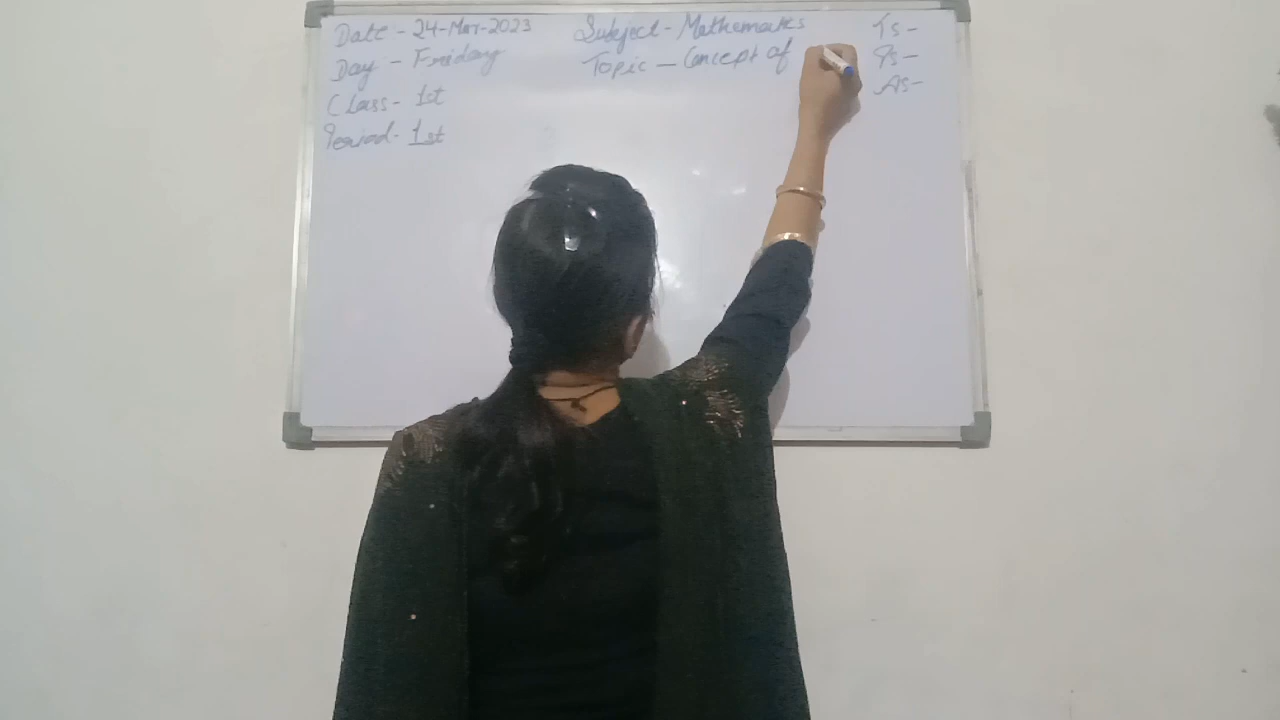 Date - 24-Mar-2023
Day - Friday
Class- 1st
Period- 1st
Subject - Mathematics
Topic - Concept of
Ts-
Ps-
As-